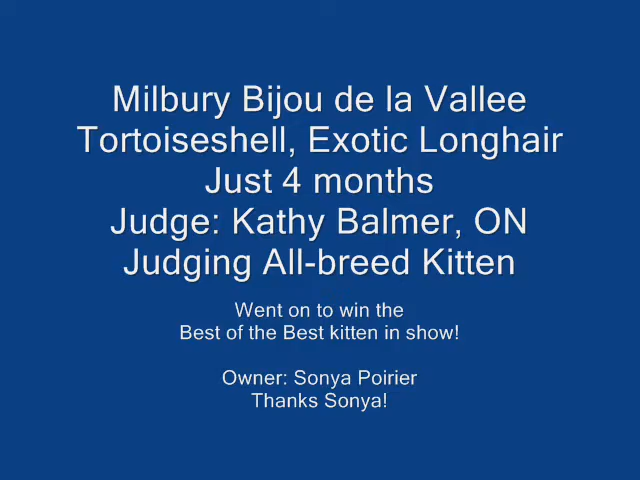 Milbury Bijou de la Vallee
Tortoiseshell, Exotic Longhair
Just 4 months
Judge: Kathy Balmer, ON
Judging All-breed Kitten
Went on to win the
Best of the Best kitten in show!
Owner: Sonya Poirier
Thanks Sonya!